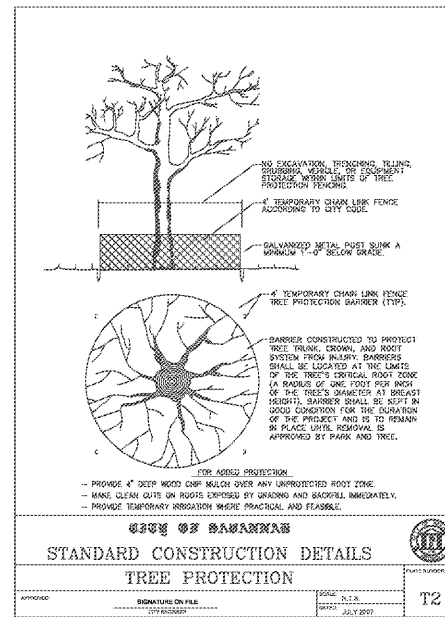 NO EXCAVATION, TRENCHING, TILLING,
GRUBBING, VEHICLE, OR EQUIPMENT
STORAGE WITHIN LIMITS OF TREE
PROTECTION FENCING.
4' TEMPORARY CHAIN LINK FENCE
ACCORDING TO CITY CODE.
GALVANIZED METAL POST SUNK A
MINIMUM 1'-0" BELOW GRADE.
4' TEMPORARY CHAIN LINK FENCE
TREE PROTECTION BARRIER (TYP).
BARRIER CONSTRUCTED TO PROTECT
TREE TRUNK, CROWN, AND ROOT
SYSTEM FROM INJURY. BARRIERS
SHALL BE LOCATED AT THE LIMITS
OF THE TREE'S CRITICAL ROOT ZONE
(A RADIUS OF ONE FOOT PER INCH
OF THE TREE'S DIAMETER AT BREAST
HEIGHT). BARRIER SHALL BE KEPT IN
GOOD CONDITION FOR THE DURATION
OF THE PROJECT AND IS TO REMAIN
IN PLACE UNTIL REMOVAL IS
APPROVED BY PARK AND TREE.
FOR ADDED PROTECTION
-- PROVIDE 4" DEEP WOOD CHIP MULCH OVER ANY UNPROTECTED ROOT ZONE.
-- MAKE CLEAN CUTS ON ROOTS EXPOSED BY GRADING AND BACKFILL IMMEDIATELY.
-- PROVIDE TEMPORARY IRRIGATION WHERE PRACTICAL AND FEASIBLE.
CITY OF SAVANNAH
STANDARD CONSTRUCTION DETAILS
TREE PROTECTION
PLATE NUMBER:
T2
APPROVED:
SIGNATURE ON FILE
CITY ENGINEER
SCALE: N.T.S.
DATED: JULY 2007